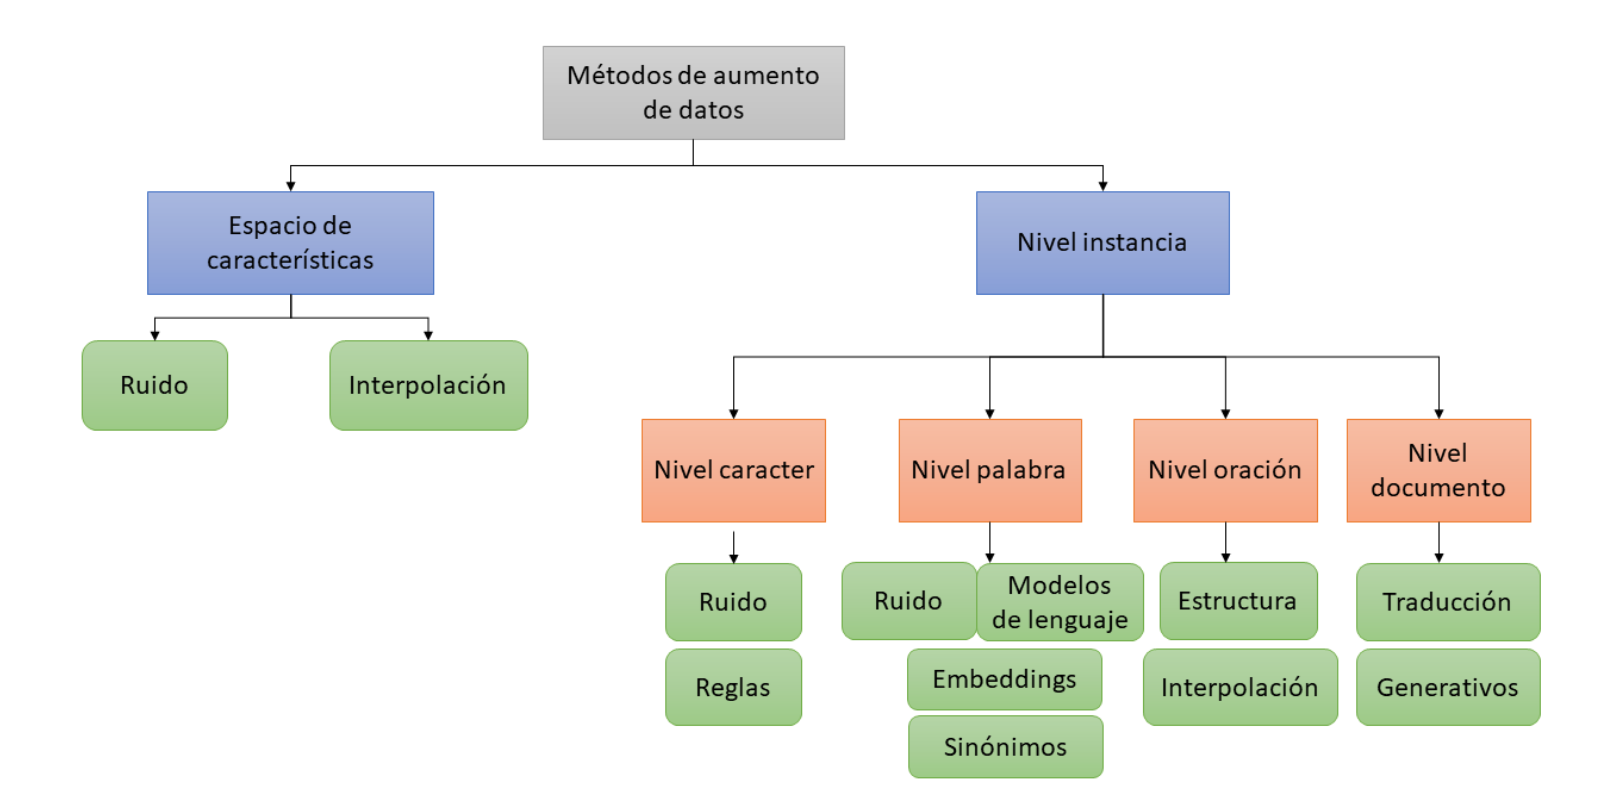 Métodos de aumento
de datos
Espacio de
características
Nivel instancia
Ruido
Interpolación
Nivel caracter
Nivel palabra
Nivel oración
Nivel
documento
Ruido
Reglas
Ruido
Modelos
de lenguaje
Embeddings
Sinónimos
Estructura
Interpolación
Traducción
Generativos